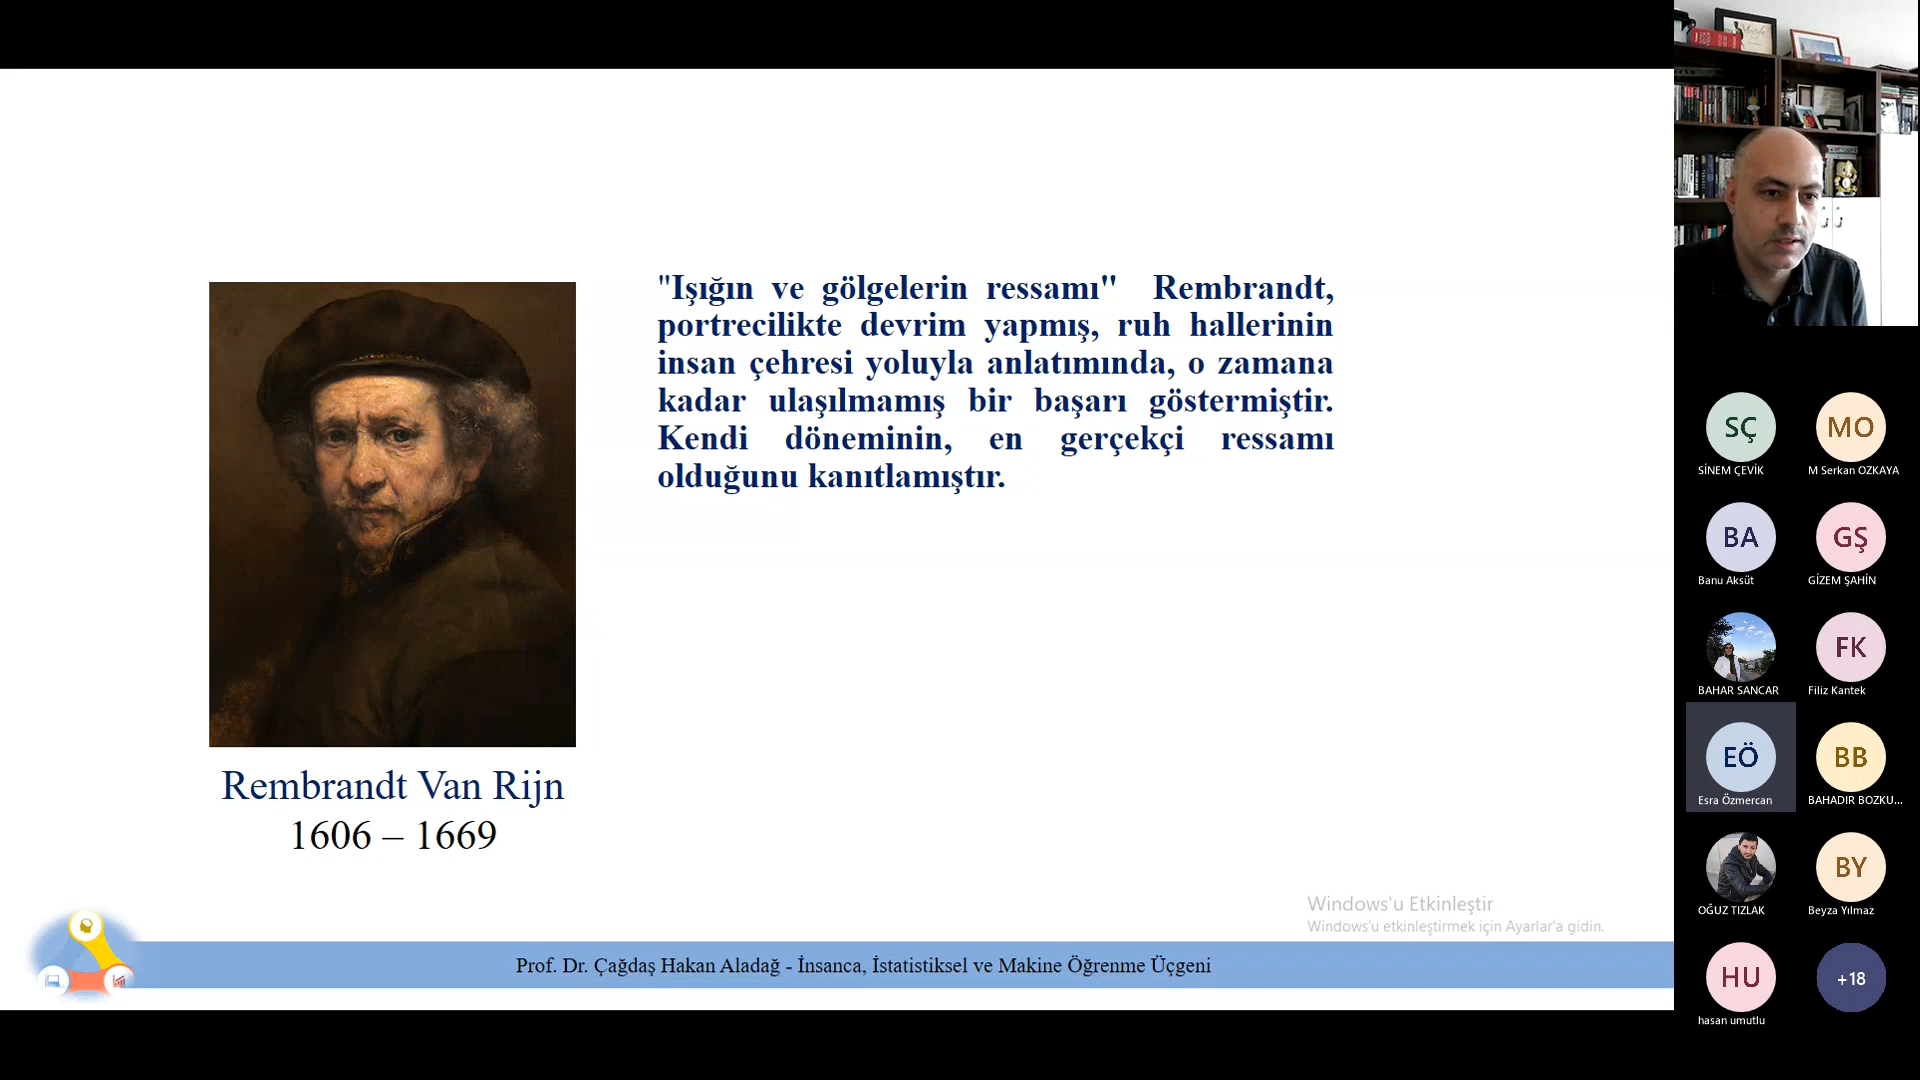 "Işığın ve gölgelerin ressamı" Rembrandt,
portrecilikte devrim yapmış, ruh hallerinin
insan çehresi yoluyla anlatımında, o zamana
kadar ulaşılmamış bir başarı göstermiştir.
Kendi döneminin, en gerçekçi ressamı
olduğunu kanıtlamıştır.
Rembrandt Van Rijn
1606 – 1669
Windows'u Etkinleştir
Windows'u etkinleştirmek için Ayarlar'a gidin.
Prof. Dr. Çağdaş Hakan Aladağ - İnsanca, İstatistiksel ve Makine Öğrenme Üçgeni
SÇ
SİNEM ÇEVİK
MO
M Serkan OZKAYA
BA
Banu Aksüt
GŞ
GİZEM ŞAHİN
BAHAR SANCAR
FK
Filiz Kantek
EÖ
Esra Özmercan
BB
BAHADIR BOZKU...
OĞUZ TIZLAK
BY
Beyza Yılmaz
HU
hasan umutlu
+18